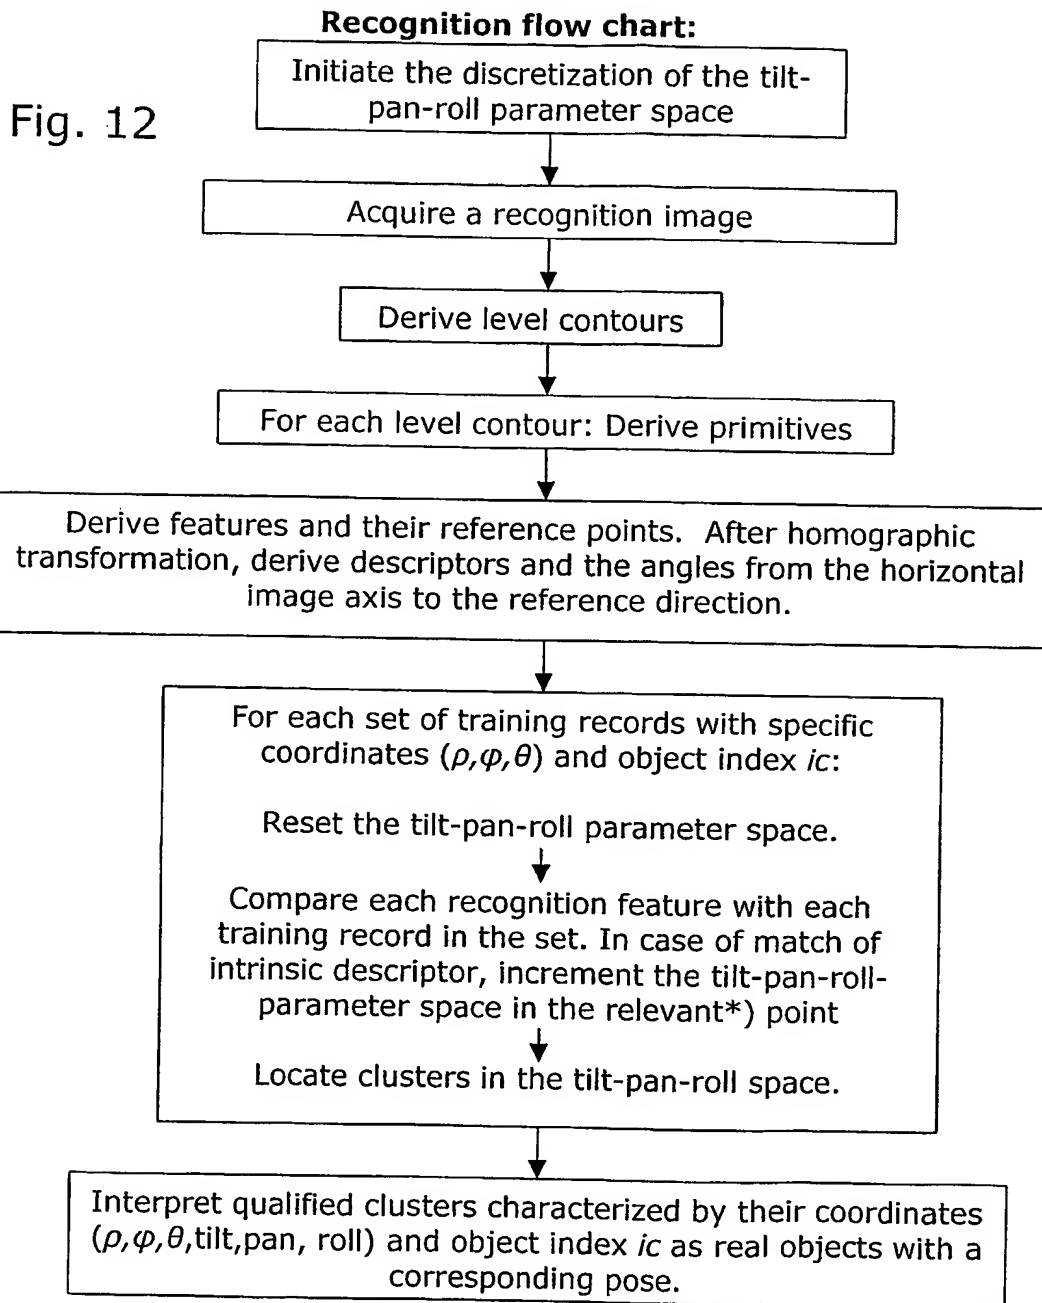 Recognition flow chart:
Initiate the discretization of the tilt-
pan-roll parameter space
Fig. 12
Acquire a recognition image
Derive level contours
For each level contour: Derive primitives
Derive features and their reference points. After homographic
transformation, derive descriptors and the angles from the horizontal
image axis to the reference direction.
For each set of training records with specific
coordinates (ρ,φ,θ) and object index ic:
Reset the tilt-pan-roll parameter space.
Compare each recognition feature with each
training record in the set. In case of match of
intrinsic descriptor, increment the tilt-pan-roll-
parameter space in the relevant*) point
Locate clusters in the tilt-pan-roll space.
Interpret qualified clusters characterized by their coordinates
(ρ,φ,θ,tilt,pan, roll) and object index ic as real objects with a
corresponding pose.